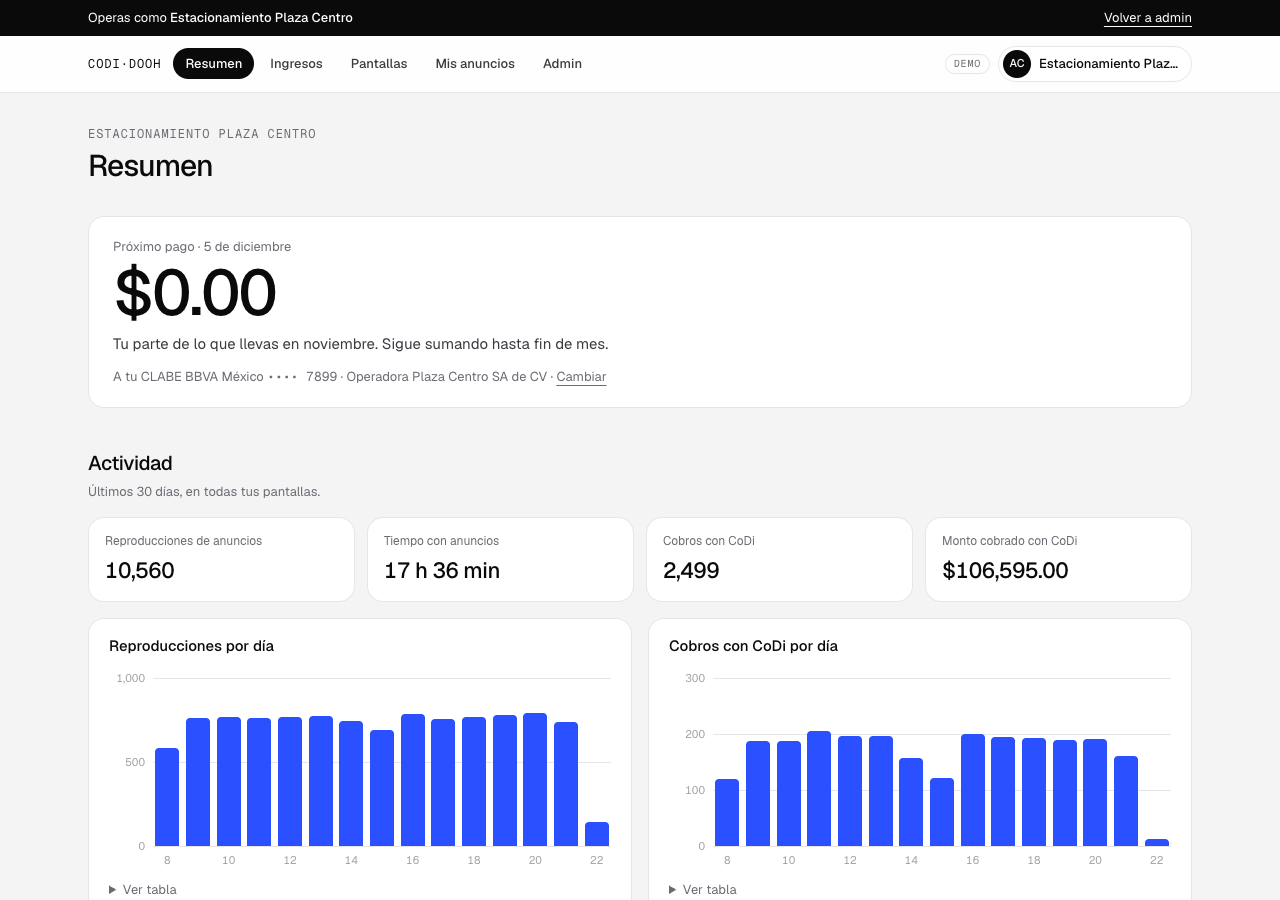 Operas como Estacionamiento Plaza Centro
Volver a admin
CODI·DOOH
Resumen
Ingresos
Pantallas
Mis anuncios
Admin
DEMO
AC
Estacionamiento Plaz…
ESTACIONAMIENTO PLAZA CENTRO
Resumen
Próximo pago · 5 de diciembre
$0.00
Tu parte de lo que llevas en noviembre. Sigue sumando hasta fin de mes.
A tu CLABE BBVA México •••• 7899 · Operadora Plaza Centro SA de CV · Cambiar
Actividad
Últimos 30 días, en todas tus pantallas.
Reproducciones de anuncios
10,560
Tiempo con anuncios
17 h 36 min
Cobros con CoDi
2,499
Monto cobrado con CoDi
$106,595.00
Reproducciones por día
1,000
500
0
8 10 12 14 16 18 20 22
Ver tabla
Cobros con CoDi por día
300
200
100
0
8 10 12 14 16 18 20 22
Ver tabla